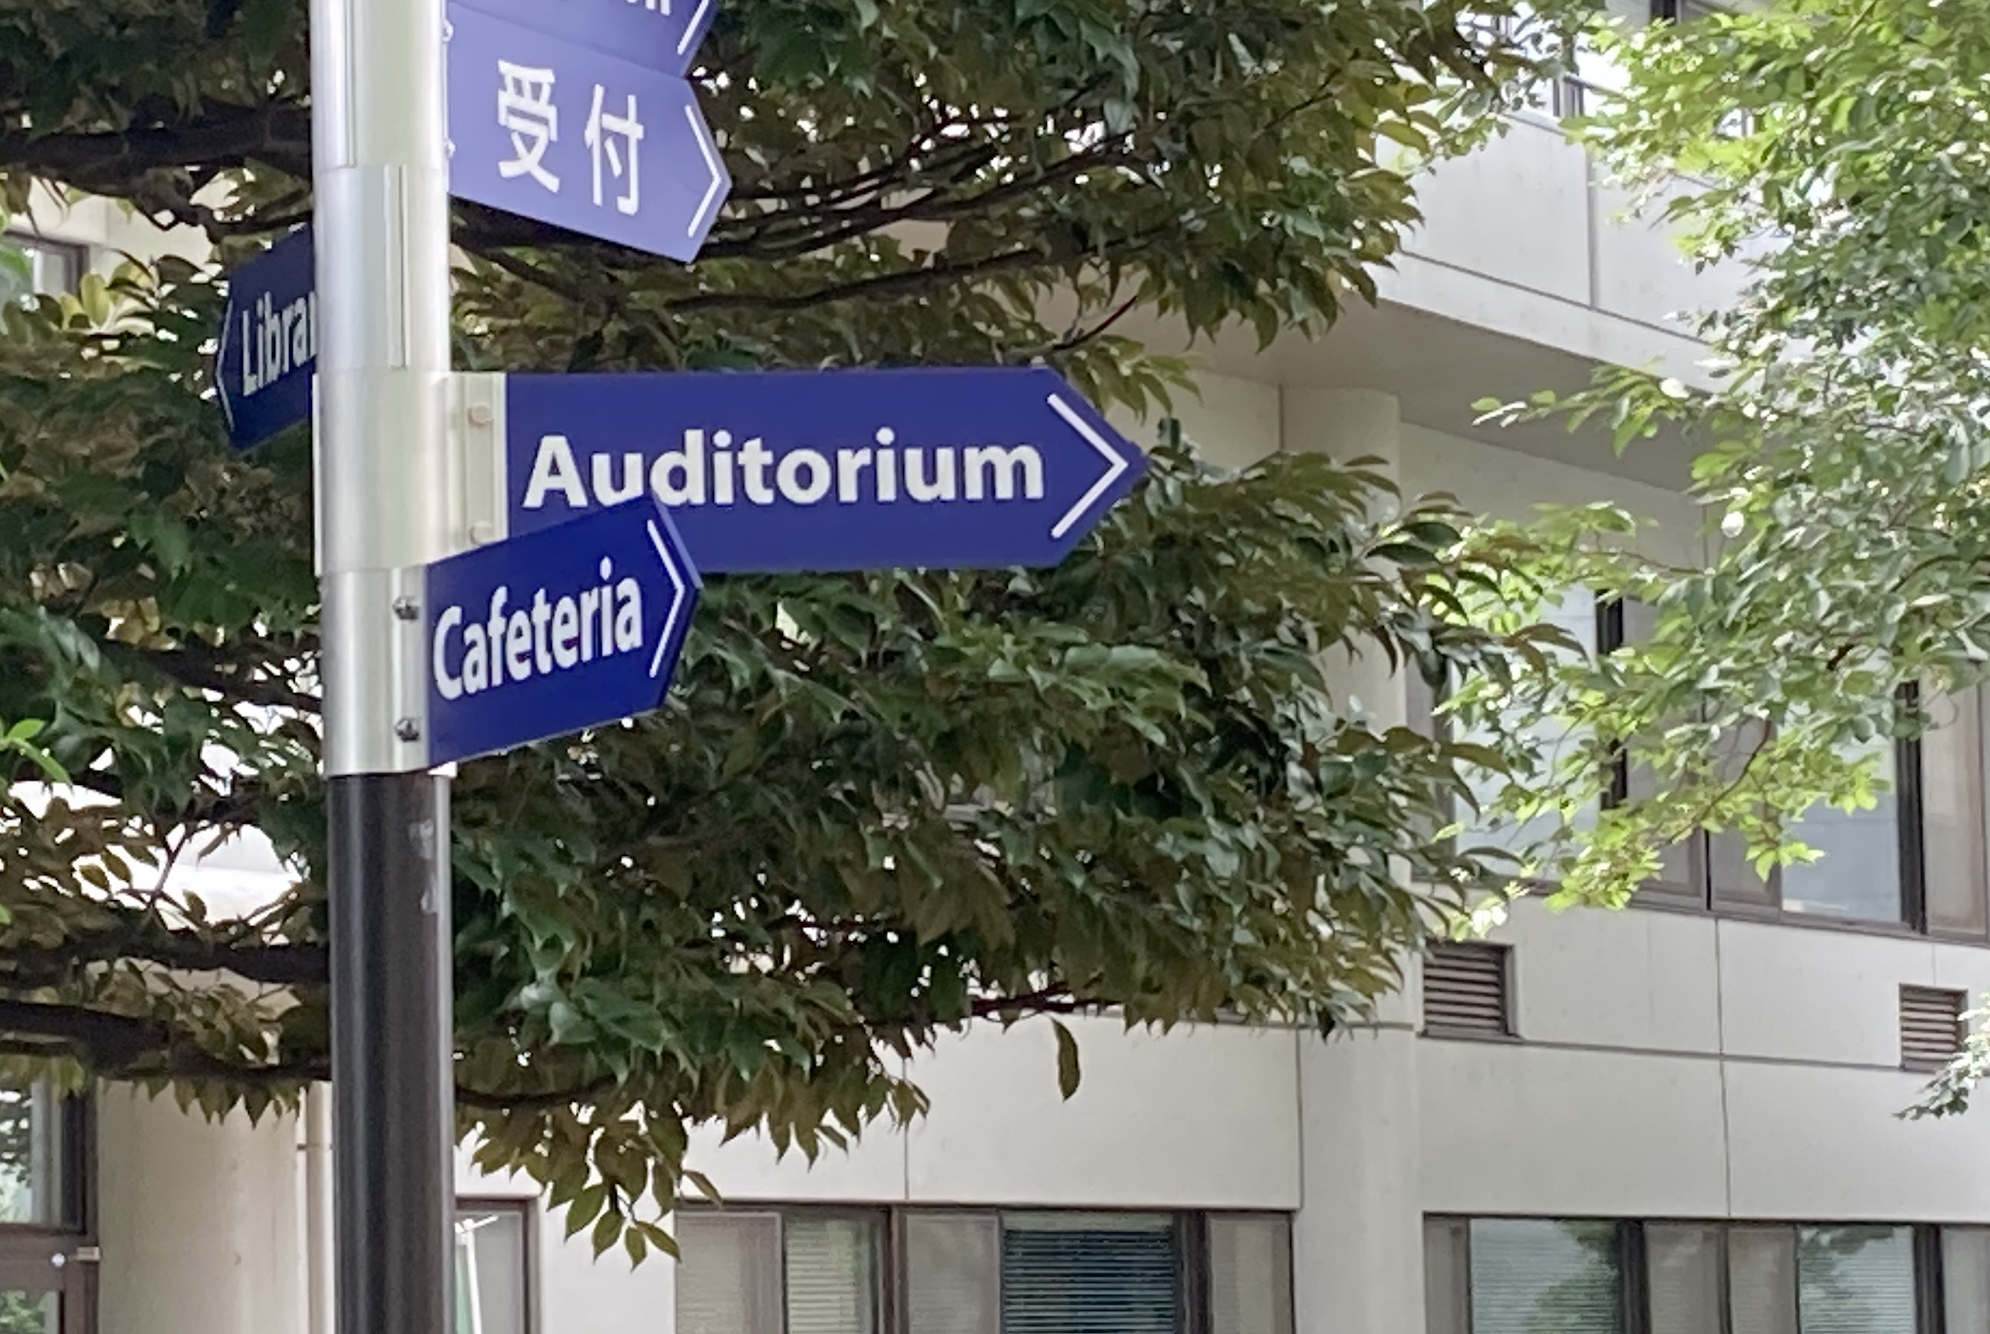 受付
Auditorium
Cafeteria